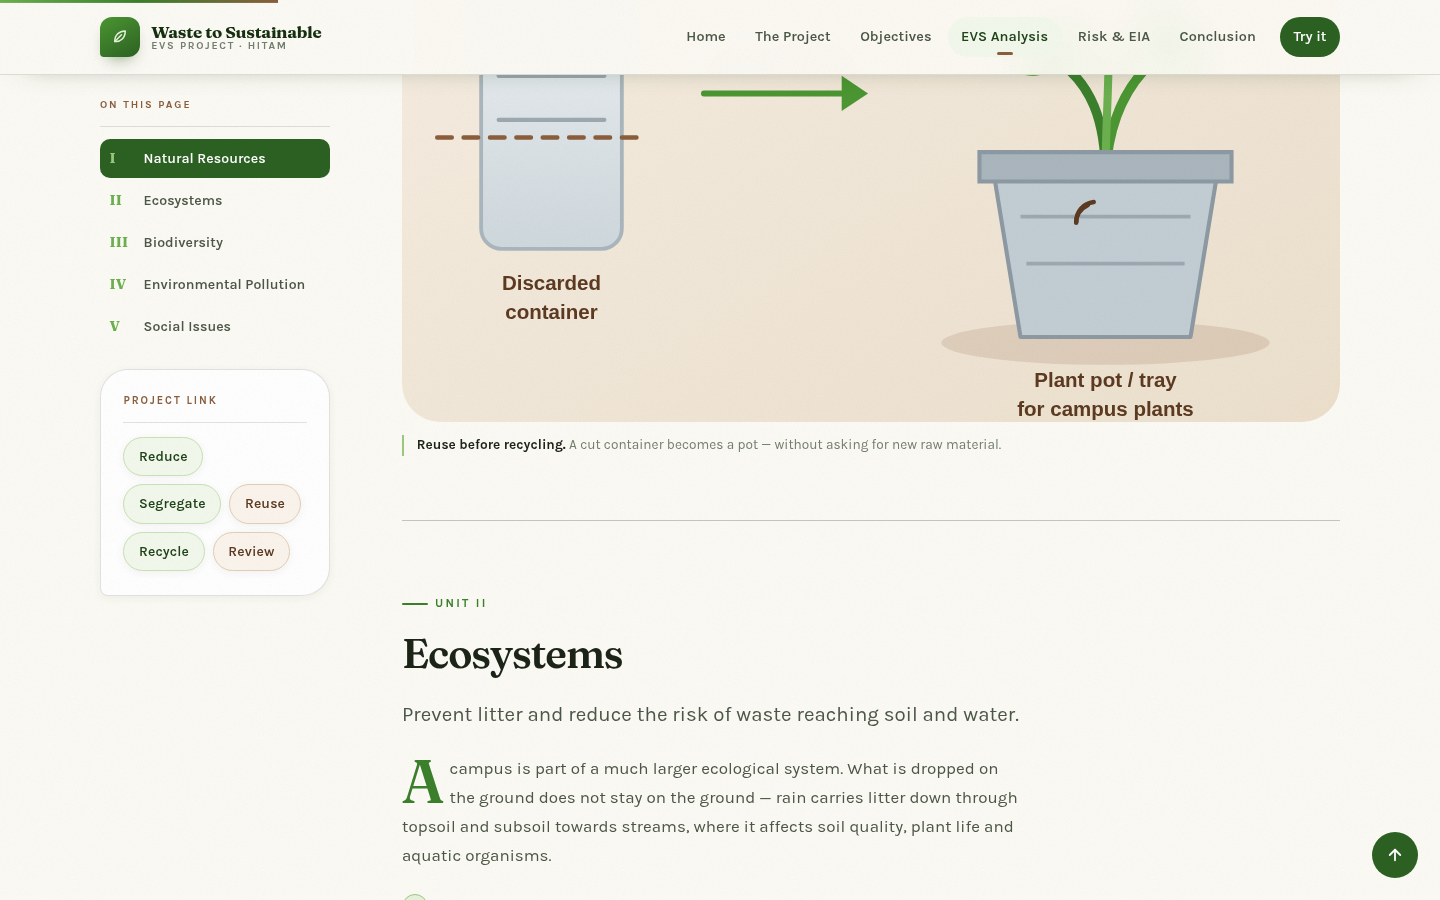 Waste to Sustainable
EVS PROJECT · HITAM
Home
The Project
Objectives
EVS Analysis
Risk & EIA
Conclusion
Try it
ON THIS PAGE
I Natural Resources
II Ecosystems
III Biodiversity
IV Environmental Pollution
V Social Issues
PROJECT LINK
Reduce
Segregate
Reuse
Recycle
Review
Discarded
container
Plant pot / tray
for campus plants
Reuse before recycling. A cut container becomes a pot — without asking for new raw material.
UNIT II
Ecosystems
Prevent litter and reduce the risk of waste reaching soil and water.
A campus is part of a much larger ecological system. What is dropped on
the ground does not stay on the ground — rain carries litter down through
topsoil and subsoil towards streams, where it affects soil quality, plant life and
aquatic organisms.